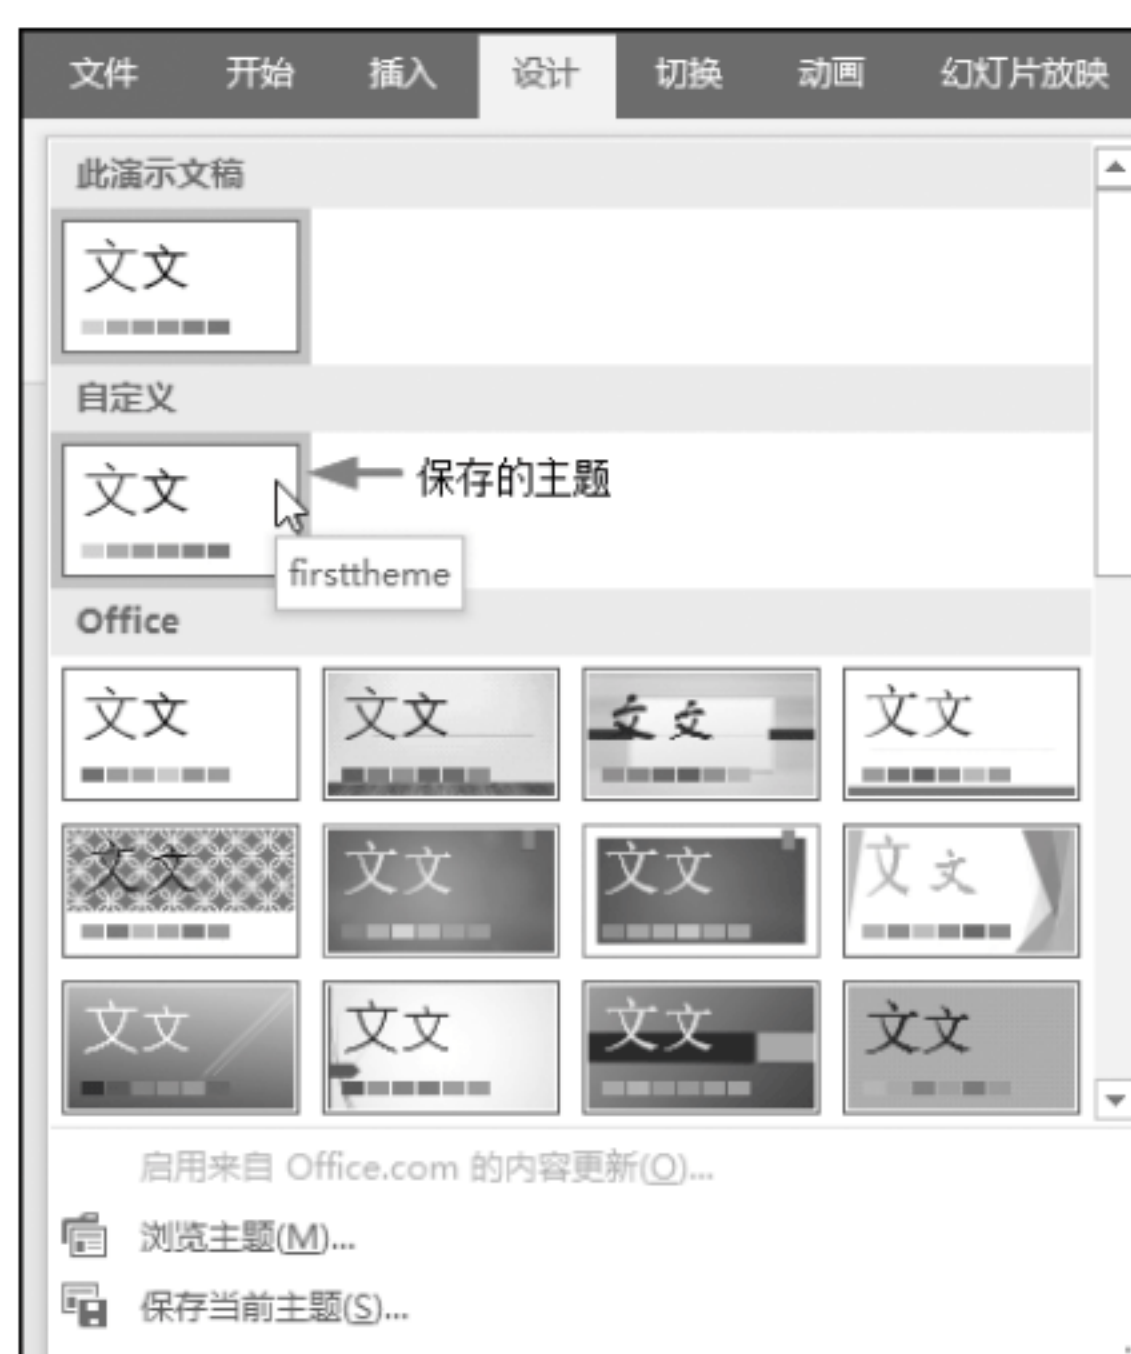 文件 开始 插入 设计 切换 动画 幻灯片放映
此演示文稿
文文
自定义
文文
保存的主题
firsttheme
Office
文文 文文 文文 文文
文文 文文 文文 文文
文文 文文 文文 文文
启用来自 Office.com 的内容更新(O)...
浏览主题(M)...
保存当前主题(S)...